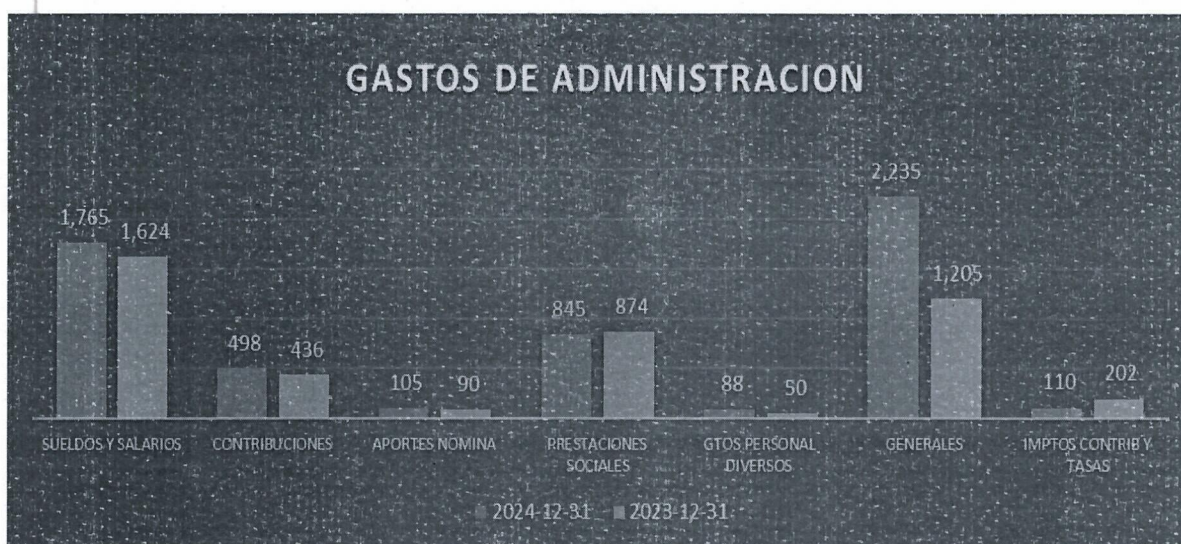 GASTOS DE ADMINISTRACION
2,235
1,765
1,624
1,205
845
874
498
436
105
90
88
50
110
202
SUELDOS Y SALARIOS
CONTRIBUCIONES
APORTES NOMINA
PRESTACIONES
SOCIALES
GTOS PERSONAL
DIVERSOS
GENERALES
IMPTOS CONTRIB Y
TASAS
2024-12-31
2023-12-31